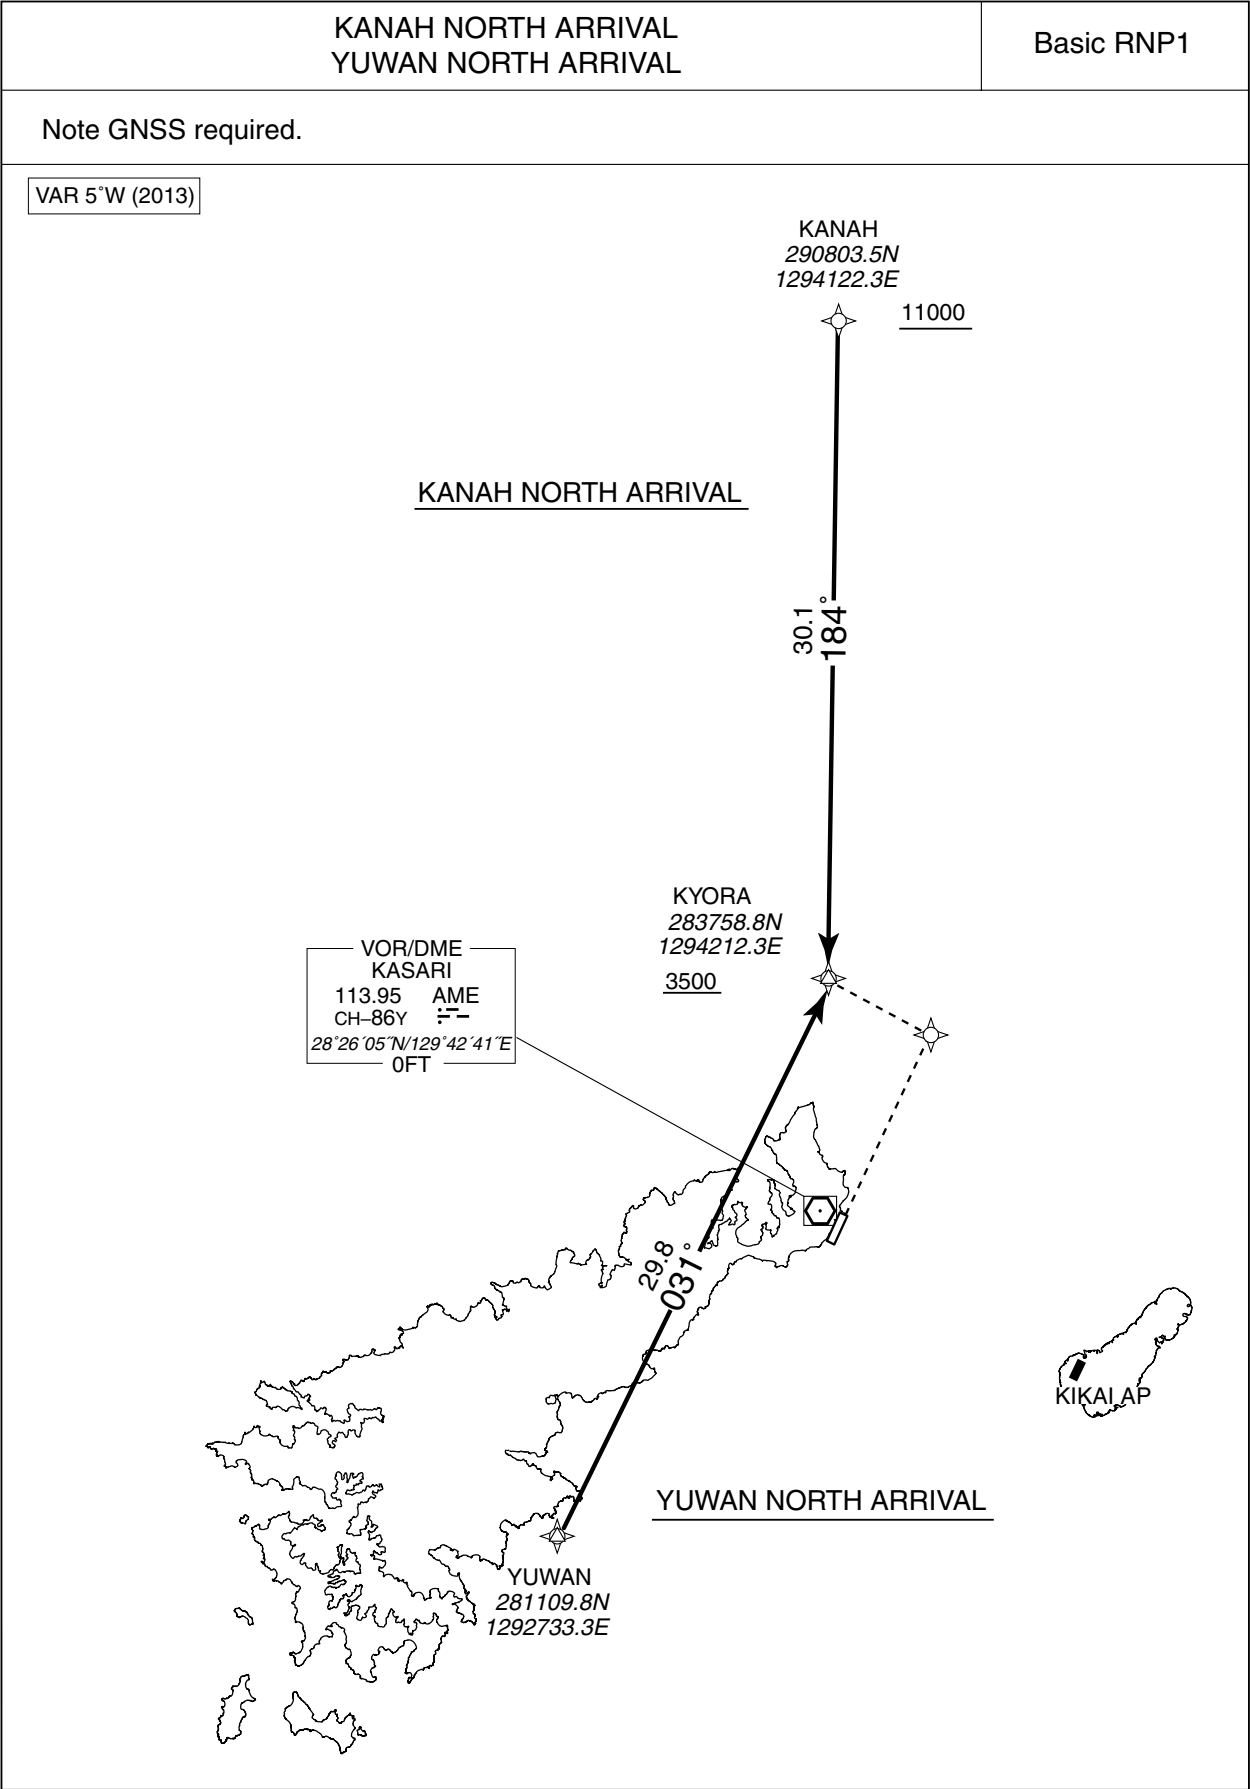 KANAH NORTH ARRIVAL
YUWAN NORTH ARRIVAL
Basic RNP1
Note GNSS required.
VAR 5°W (2013)
KANAH
290803.5N
1294122.3E
11000
KANAH NORTH ARRIVAL
30.1
184°
KYORA
283758.8N
1294212.3E
3500
VOR/DME
KASARI
113.95 AME
CH–86Y
28°26´05˝N/129°42´41˝E
0FT
29.8
031°
KIKAI AP
YUWAN NORTH ARRIVAL
YUWAN
281109.8N
1292733.3E